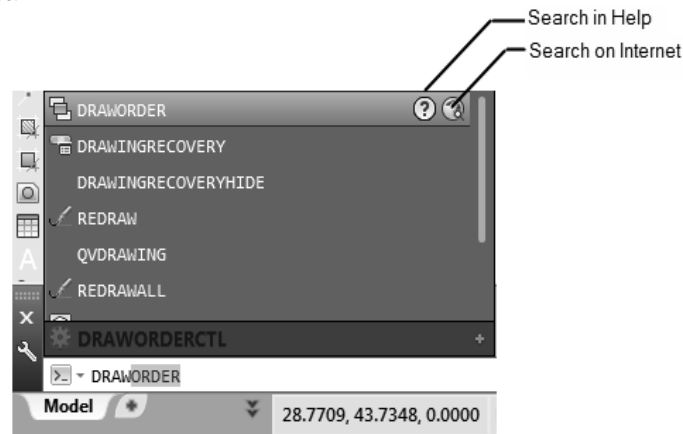 Search in Help
Search on Internet
DRAWORDER
DRAWINGRECOVERY
DRAWINGRECOVERYHIDE
REDRAW
QVDRAWING
REDRAWALL
DRAWORDERCTL +
DRAWORDER
Model +
28.7709, 43.7348, 0.0000